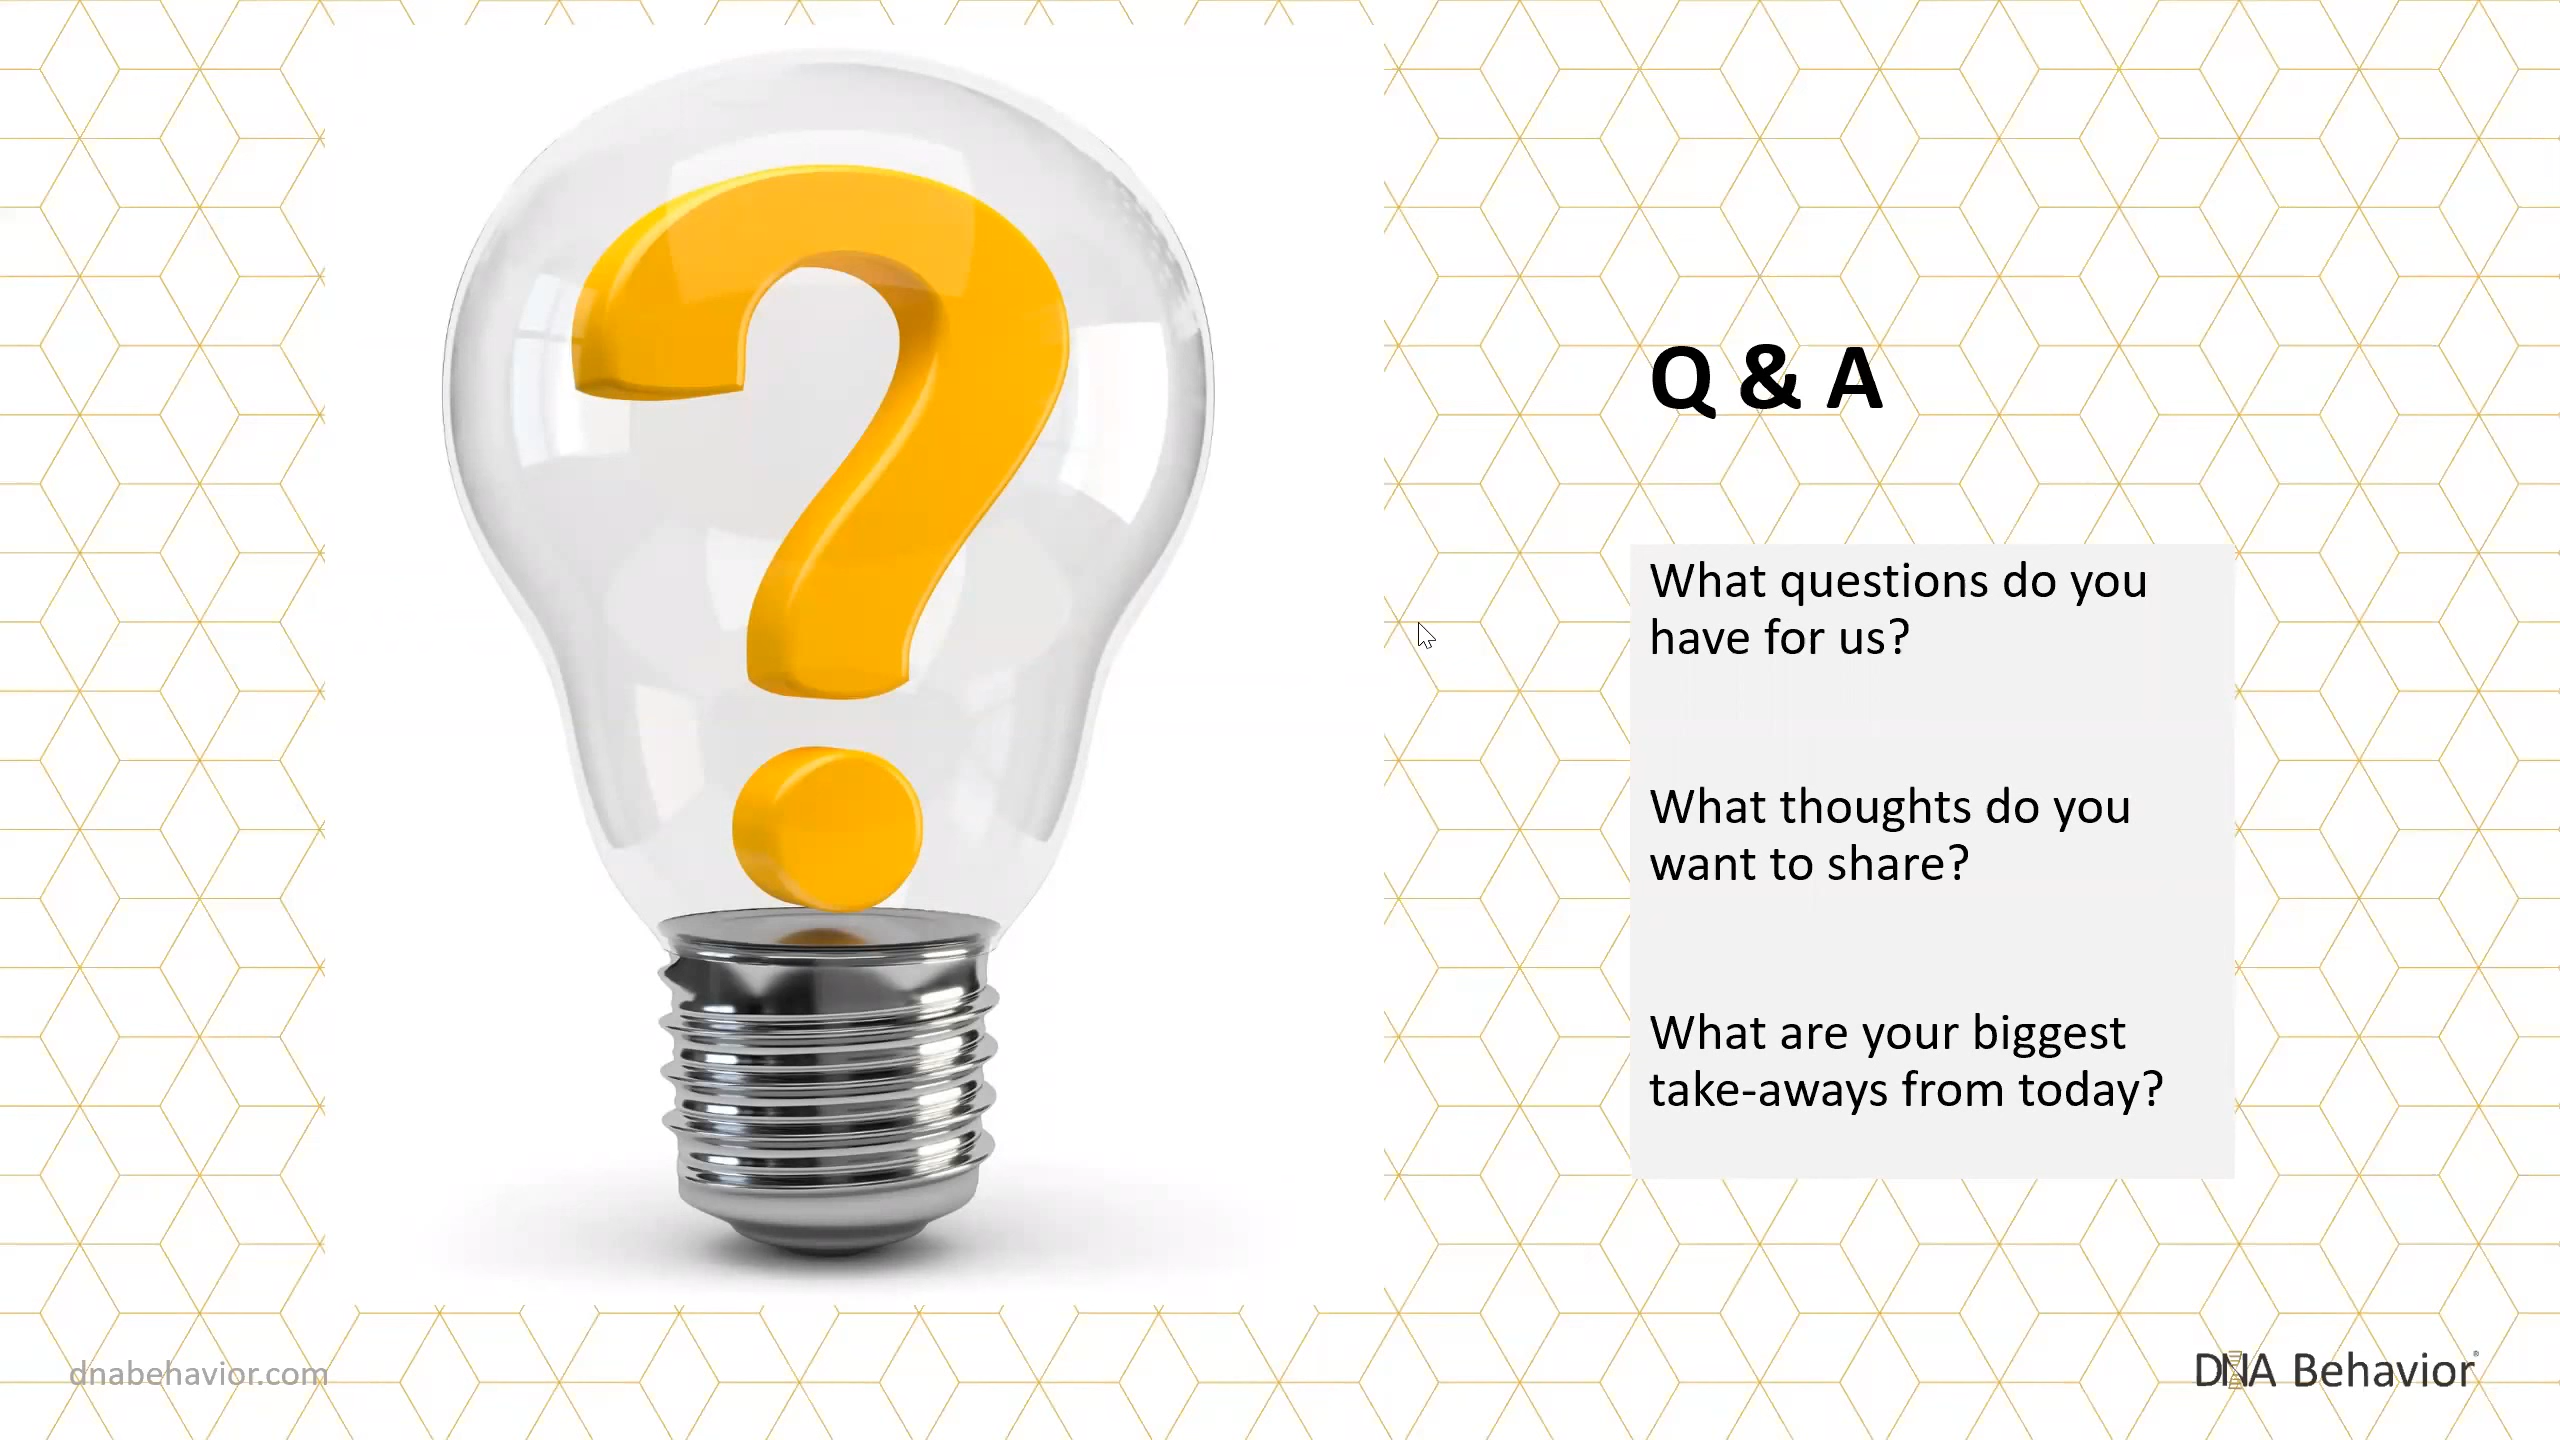 Q & A
What questions do you
have for us?
What thoughts do you
want to share?
What are your biggest
take-aways from today?
dnabehavior.com
DNA Behavior®